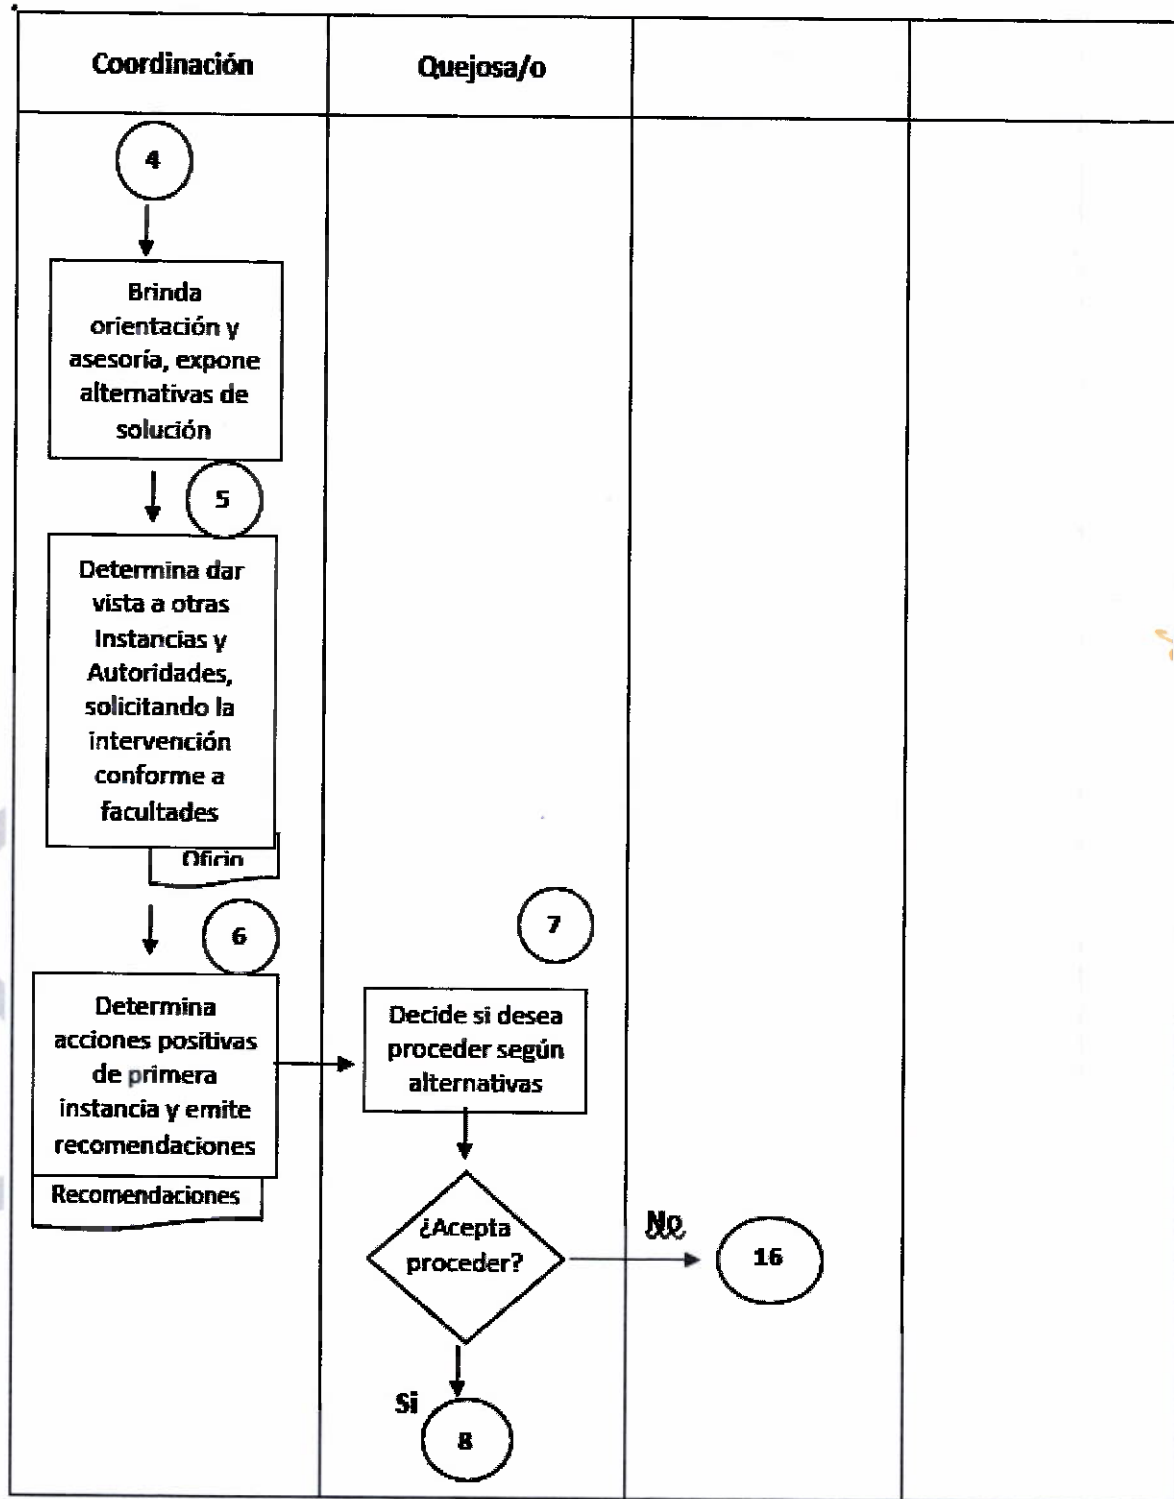 Coordinación
Quejosa/o
4
Brinda
orientación y
asesoría, expone
alternativas de
solución
5
Determina dar
vista a otras
Instancias y
Autoridades,
solicitando la
intervención
conforme a
facultades
Oficio
6
Determina
acciones positivas
de primera
instancia y emite
recomendaciones
Recomendaciones
7
Decide si desea
proceder según
alternativas
¿Acepta
proceder?
No
16
Si
8